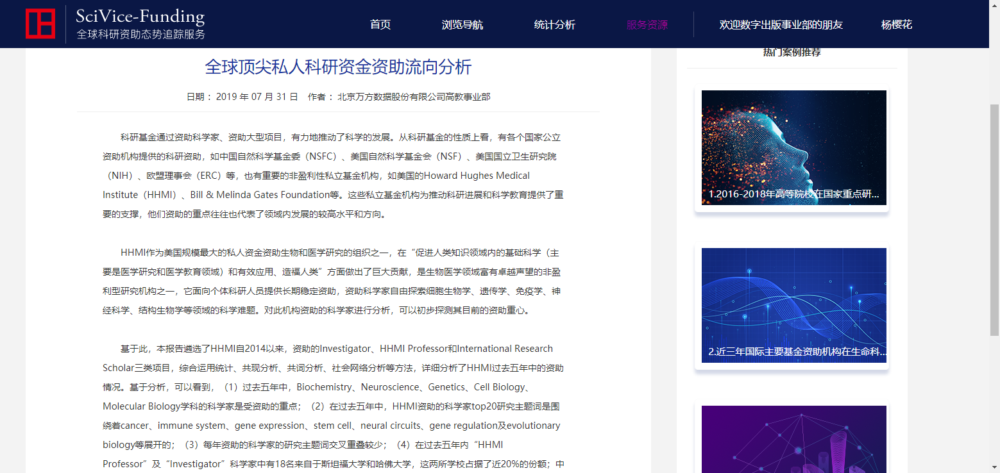 SciVice-Funding
全球科研资助态势追踪服务
首页
浏览导航
统计分析
服务资源
欢迎数字出版事业部的朋友
杨樱花
全球顶尖私人科研资金资助流向分析
日期： 2019 年 07 月 31 日 作者： 北京万方数据股份有限公司高教事业部
科研基金通过资助科学家、资助大型项目，有力地推动了科学的发展。从科研基金的性质上看，有各个国家公立
资助机构提供的科研资助，如中国自然科学基金委（NSFC）、美国自然科学基金会（NSF）、美国国立卫生研究院
（NIH）、欧盟理事会（ERC）等，也有重要的非盈利性私立基金机构，如美国的Howard Hughes Medical
Institute（HHMI）、Bill & Melinda Gates Foundation等。这些私立基金机构为推动科研进展和科学教育提供了重
要的支撑，他们资助的重点往往也代表了领域内发展的较高水平和方向。
HHMI作为美国规模最大的私人资金资助生物和医学研究的组织之一，在“促进人类知识领域内的基础科学（主
要是医学研究和医学教育领域）和有效应用、造福人类”方面做出了巨大贡献，是生物医学领域富有卓越声望的非盈
利型研究机构之一，它面向个体科研人员提供长期稳定资助，资助科学家自由探索细胞生物学、遗传学、免疫学、神
经科学、结构生物学等领域的科学难题。对此机构资助的科学家进行分析，可以初步探测其目前的资助重心。
基于此，本报告遴选了HHMI自2014以来，资助的Investigator、HHMI Professor和International Research
Scholar三类项目，综合运用统计、共现分析、共词分析、社会网络分析等方法，详细分析了HHMI过去五年中的资助
情况。基于分析，可以看到，（1）过去五年中，Biochemistry、Neuroscience、Genetics、Cell Biology、
Molecular Biology学科的科学家是受资助的重点；（2）在过去五年中，HHMI资助的科学家top20研究主题词是围
绕着cancer、immune system、gene expression、stem cell、neural circuits、gene regulation及evolutionary
biology等展开的；（3）每年资助的科学家的研究主题词交叉重叠较少；（4）在过去五年内“HHMI
Professor”及“Investigator”科学家中有18名来自于斯坦福大学和哈佛大学，这两所学校占据了近20%的份额；中
热门案例推荐
1.2016-2018年高等院校在国家重点研...
2.近三年国际主要基金资助机构在生命科...